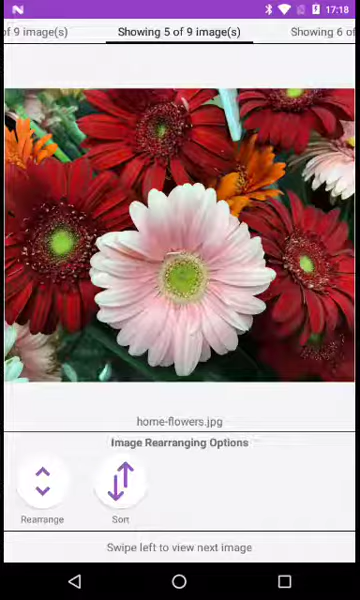 17:18
of 9 image(s)
Showing 5 of 9 image(s)
Showing 6 of
home-flowers.jpg
Image Rearranging Options
Rearrange
Sort
Swipe left to view next image